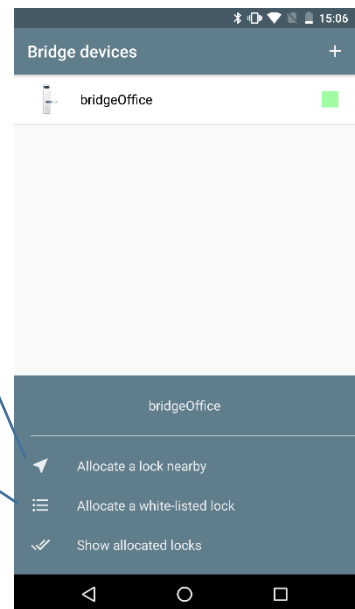 15:06
Bridge devices +
bridgeOffice
bridgeOffice
Allocate a lock nearby
Allocate a white-listed lock
Show allocated locks